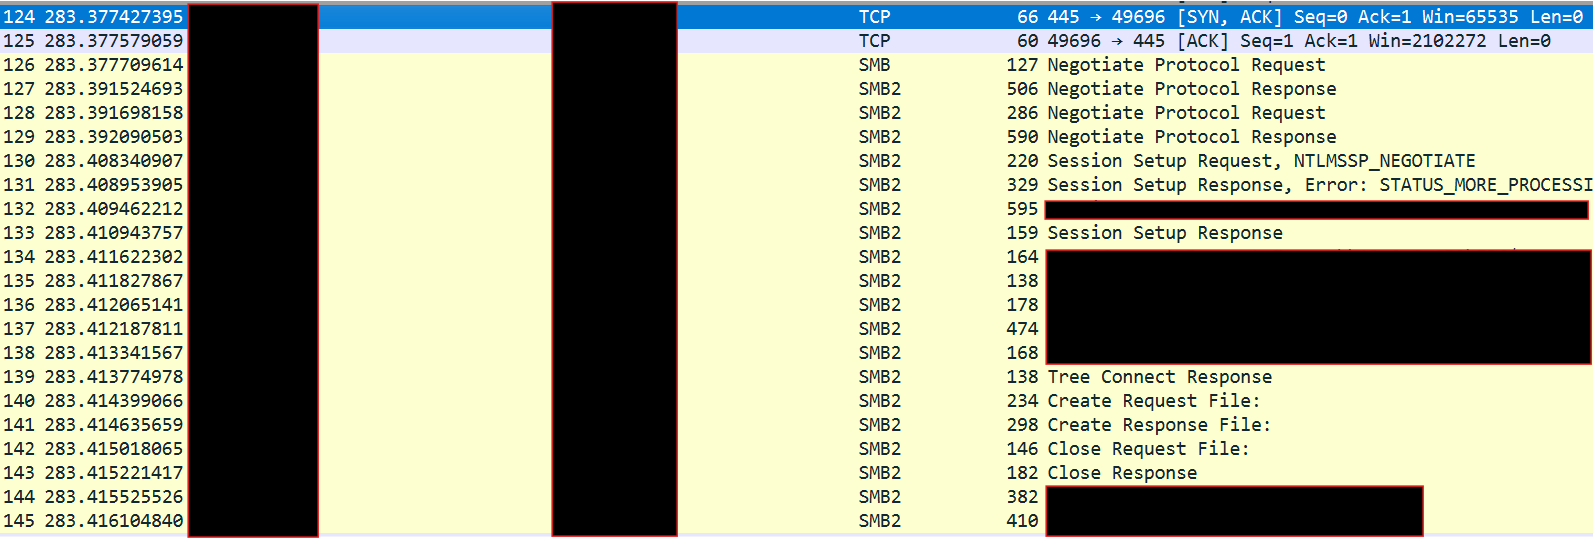 124 283.377427395 TCP 66 445 → 49696 [SYN, ACK] Seq=0 Ack=1 Win=65535 Len=0
125 283.377579059 TCP 60 49696 → 445 [ACK] Seq=1 Ack=1 Win=2102272 Len=0
126 283.377709614 SMB 127 Negotiate Protocol Request
127 283.391524693 SMB2 506 Negotiate Protocol Response
128 283.391698158 SMB2 286 Negotiate Protocol Request
129 283.392090503 SMB2 590 Negotiate Protocol Response
130 283.408340907 SMB2 220 Session Setup Request, NTLMSSP_NEGOTIATE
131 283.408953905 SMB2 329 Session Setup Response, Error: STATUS_MORE_PROCESSI
132 283.409462212 SMB2 595
133 283.410943757 SMB2 159 Session Setup Response
134 283.411622302 SMB2 164
135 283.411827867 SMB2 138
136 283.412065141 SMB2 178
137 283.412187811 SMB2 474
138 283.413341567 SMB2 168
139 283.413774978 SMB2 138 Tree Connect Response
140 283.414399066 SMB2 234 Create Request File:
141 283.414635659 SMB2 298 Create Response File:
142 283.415018065 SMB2 146 Close Request File:
143 283.415221417 SMB2 182 Close Response
144 283.415525526 SMB2 382
145 283.416104840 SMB2 410